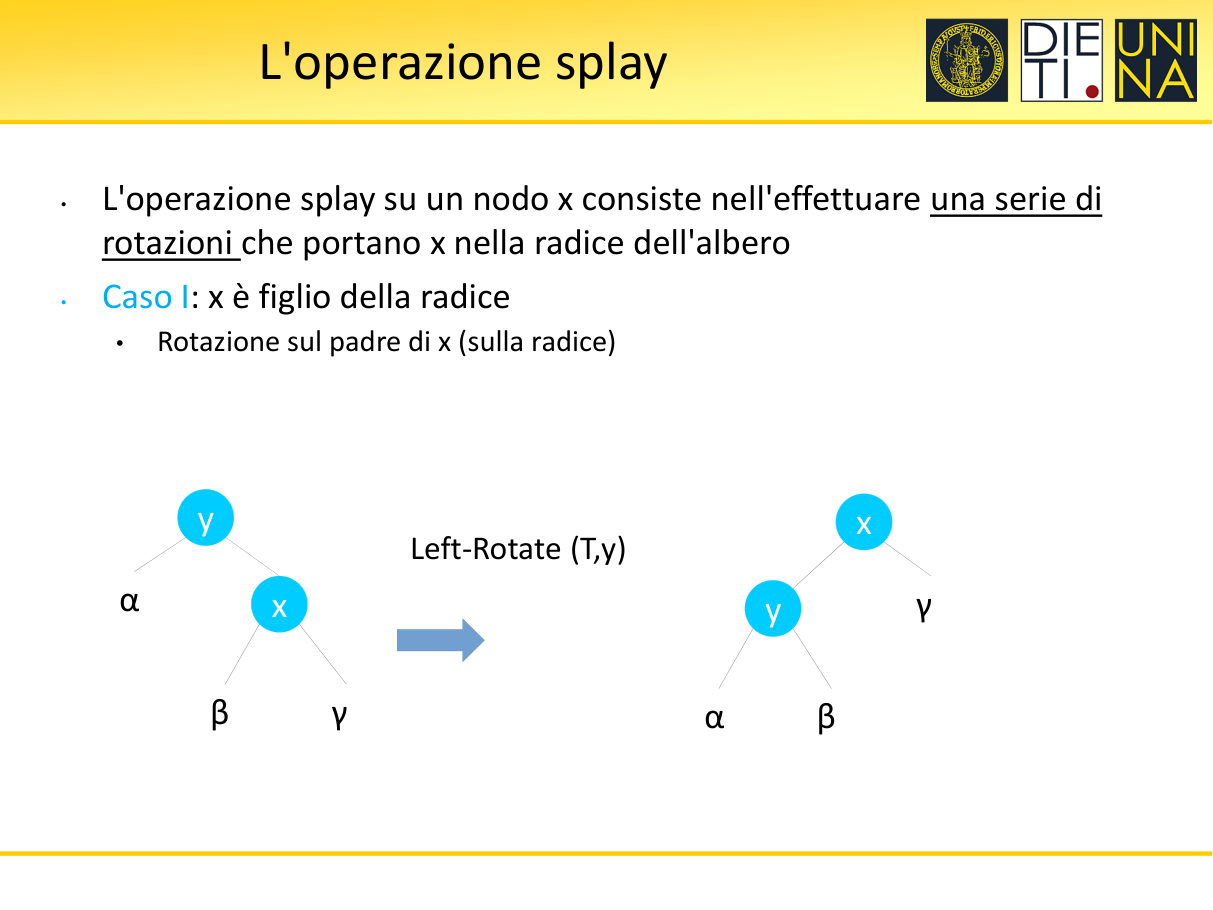 L'operazione splay
DIE
TI.
UNI
NA
• L'operazione splay su un nodo x consiste nell'effettuare una serie di
rotazioni che portano x nella radice dell'albero
• Caso I: x è figlio della radice
• Rotazione sul padre di x (sulla radice)
y
α
x
β
γ
Left-Rotate (T,y)
x
y
γ
α
β